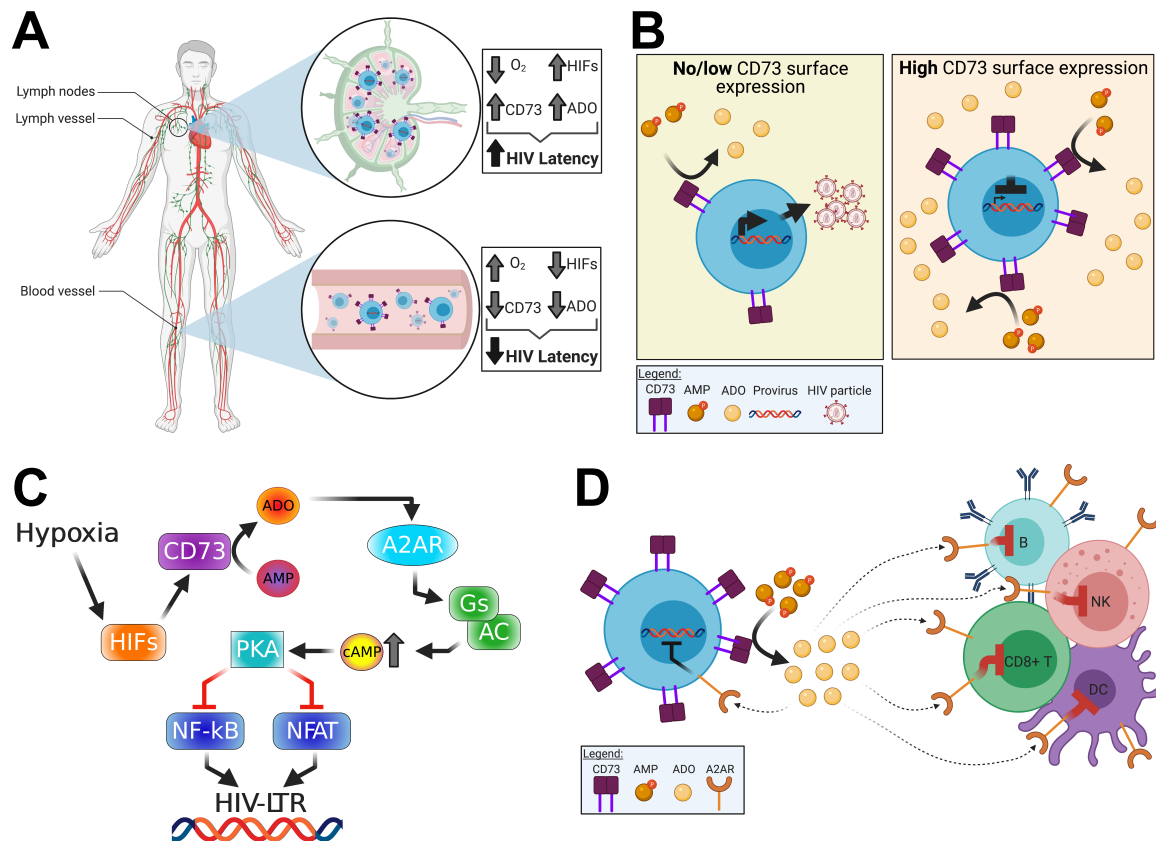 A
Lymph nodes
Lymph vessel
Blood vessel
O2 HIFs
CD73 ADO
HIV Latency
O2 HIFs
CD73 ADO
HIV Latency
B
No/low CD73 surface
expression
P
P
High CD73 surface expression
P
P
P
P
P
Legend:
CD73 AMP ADO Provirus HIV particle
P
C
Hypoxia
HIFs
CD73
ADO
AMP
A2AR
Gs
AC
cAMP
PKA
NF-kB
NFAT
HIV-LTR
D
P
P
P
P
B
NK
CD8+ T
DC
Legend:
CD73 AMP ADO A2AR
P